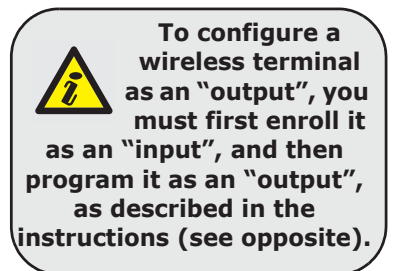 To configure a
wireless terminal
as an “output”, you
must first enroll it
as an “input”, and then
program it as an “output”,
as described in the
instructions (see opposite).